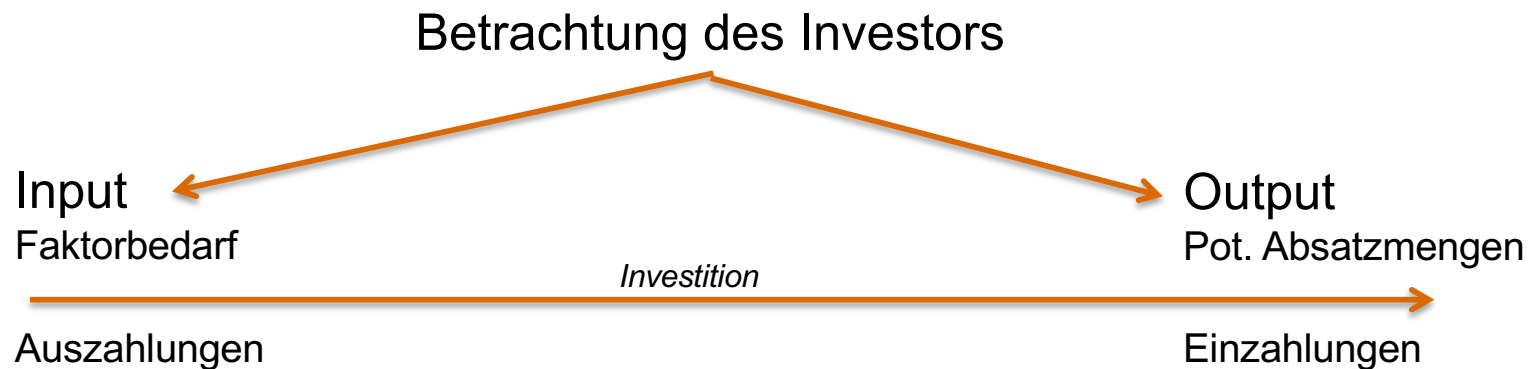 Betrachtung des Investors
Input
Faktorbedarf
Output
Pot. Absatzmengen
Investition
Auszahlungen
Einzahlungen